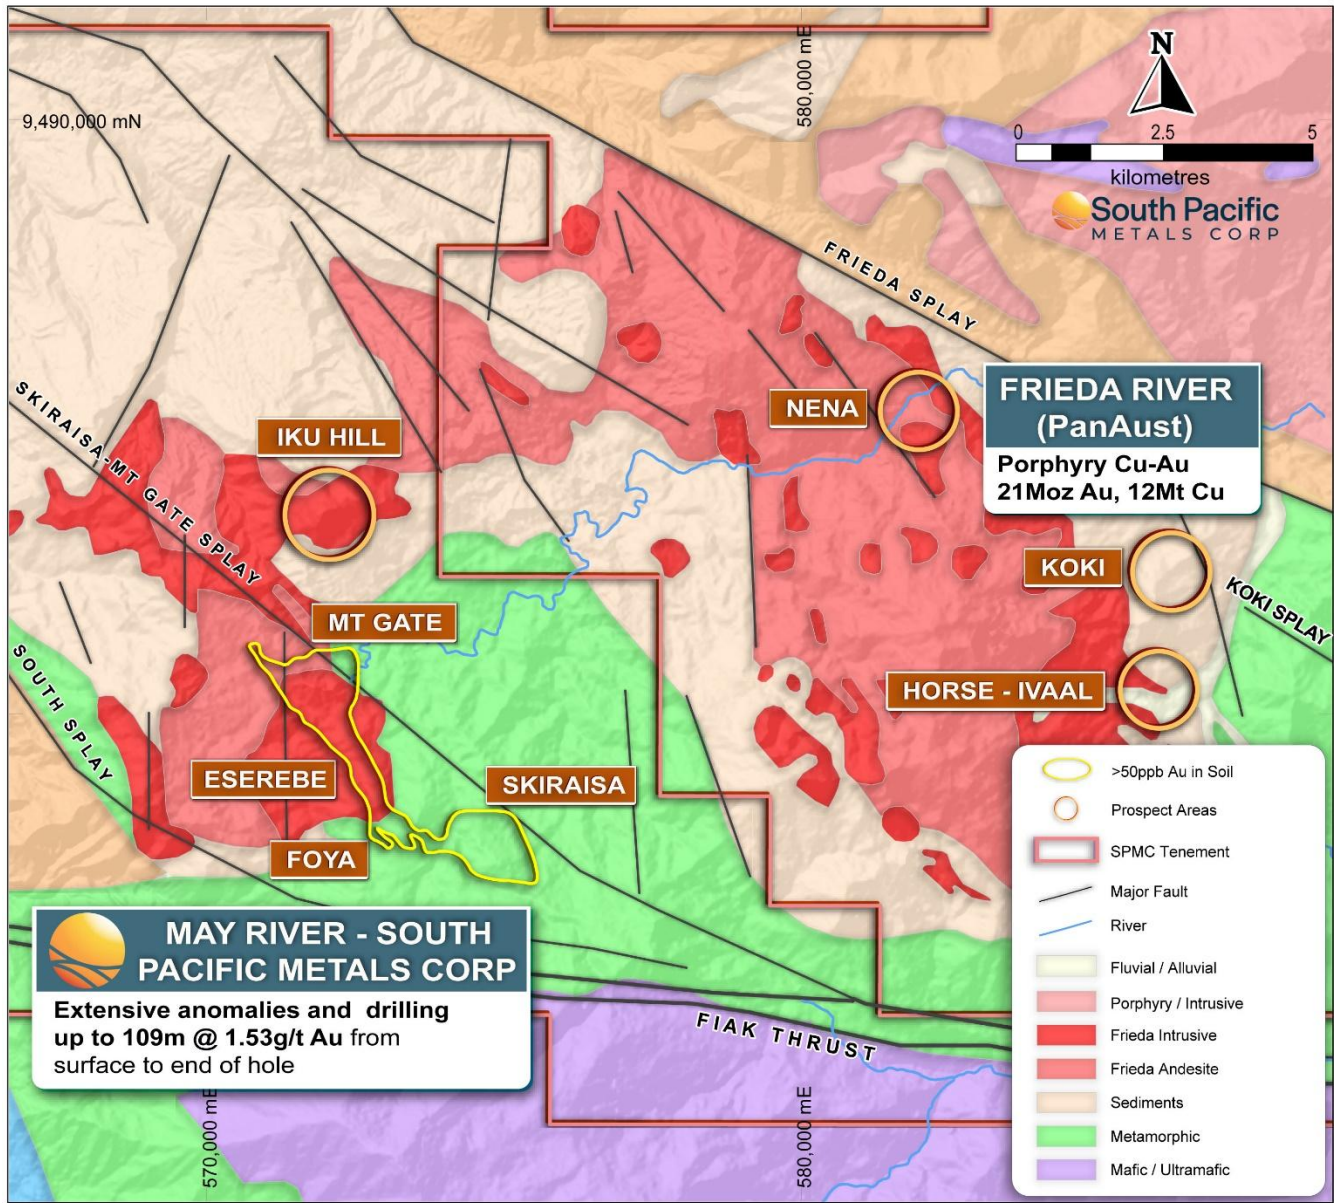 580,000 mE
N
9,490,000 mN
0 2.5 5
kilometres
South Pacific
METALS CORP
FRIEDA SPLAY
FRIEDA RIVER
(PanAust)
Porphyry Cu-Au
21Moz Au, 12Mt Cu
NENA
SKIRAISA-MT GATE SPLAY
IKU HILL
KOKI
KOKI SPLAY
MT GATE
SOUTH SPLAY
HORSE - IVAAL
ESEREBE
SKIRAISA
FOYA
MAY RIVER - SOUTH
PACIFIC METALS CORP
Extensive anomalies and drilling
up to 109m @ 1.53g/t Au from
surface to end of hole
FIAK THRUST
570,000 mE
580,000 mE
>50ppb Au in Soil
Prospect Areas
SPMC Tenement
Major Fault
River
Fluvial / Alluvial
Porphyry / Intrusive
Frieda Intrusive
Frieda Andesite
Sediments
Metamorphic
Mafic / Ultramafic